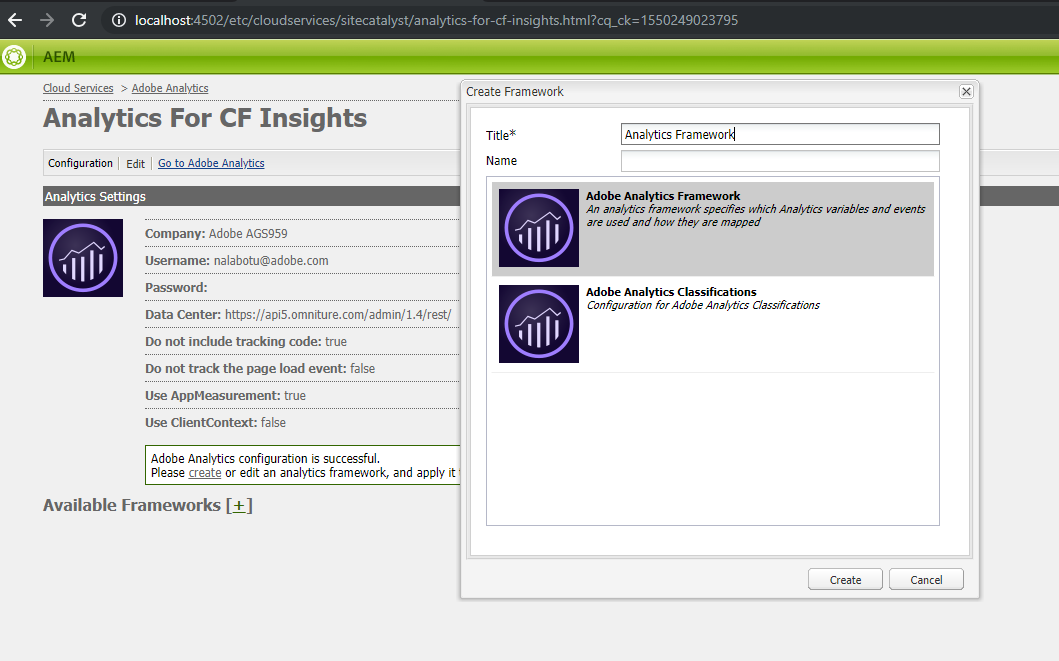 localhost:4502/etc/cloudservices/sitecatalyst/analytics-for-cf-insights.html?cq_ck=1550249023795
AEM
Cloud Services > Adobe Analytics
Analytics For CF Insights
Configuration Edit Go to Adobe Analytics
Analytics Settings
Company: Adobe AGS959
Username: nalabotu@adobe.com
Password:
Data Center: https://api5.omniture.com/admin/1.4/rest/
Do not include tracking code: true
Do not track the page load event: false
Use AppMeasurement: true
Use ClientContext: false
Adobe Analytics configuration is successful.
Please create or edit an analytics framework, and apply it
Available Frameworks [+]
Create Framework
Title* Analytics Framework
Name
Adobe Analytics Framework
An analytics framework specifies which Analytics variables and events
are used and how they are mapped
Adobe Analytics Classifications
Configuration for Adobe Analytics Classifications
Create Cancel